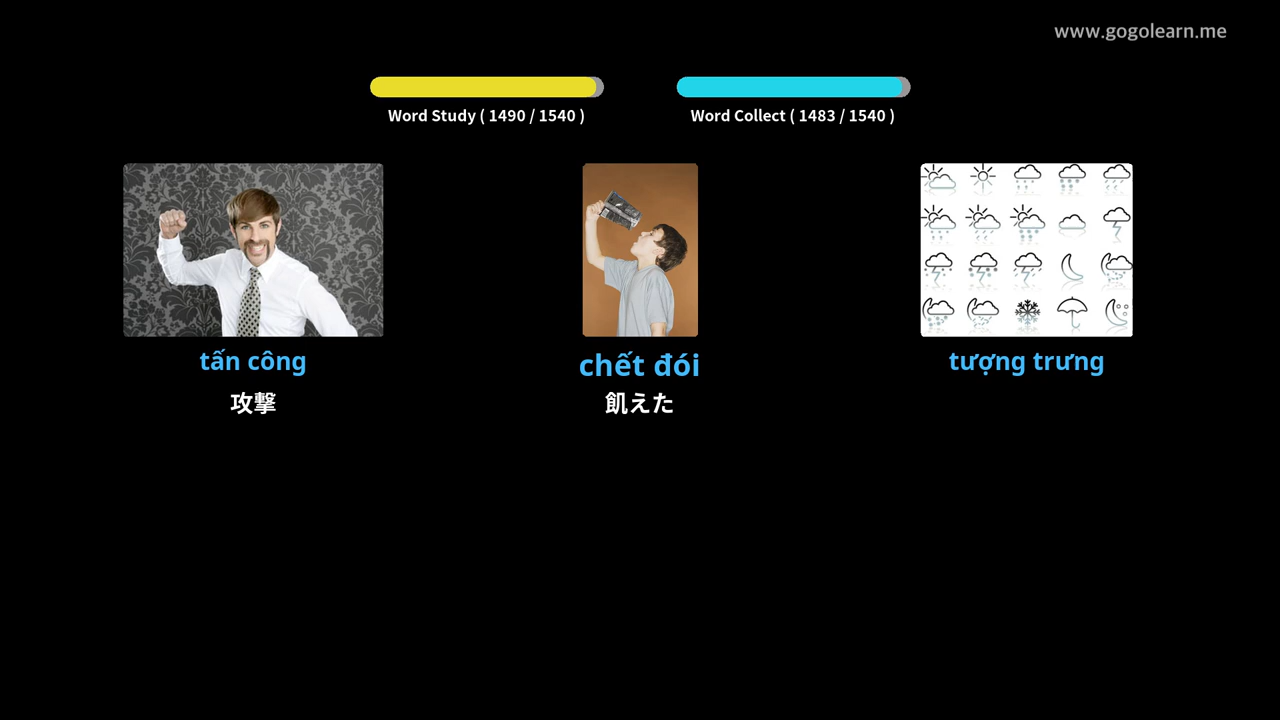 www.gogolearn.me
Word Study ( 1490 / 1540 )
Word Collect ( 1483 / 1540 )
tấn công
chết đói
tượng trưng
攻撃
飢えた